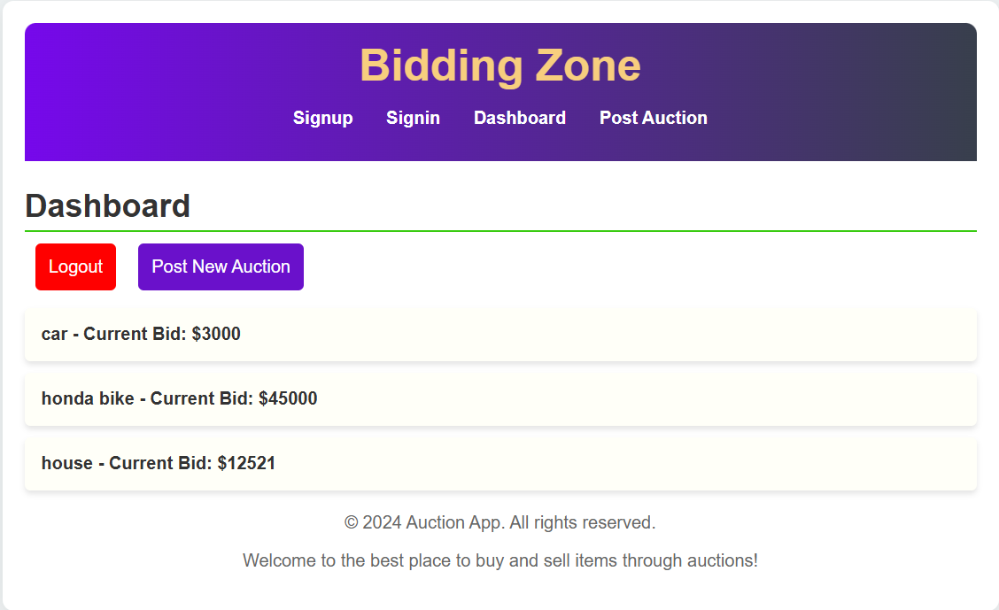 Bidding Zone
Signup Signin Dashboard Post Auction
Dashboard
Logout Post New Auction
car - Current Bid: $3000
honda bike - Current Bid: $45000
house - Current Bid: $12521
© 2024 Auction App. All rights reserved.
Welcome to the best place to buy and sell items through auctions!